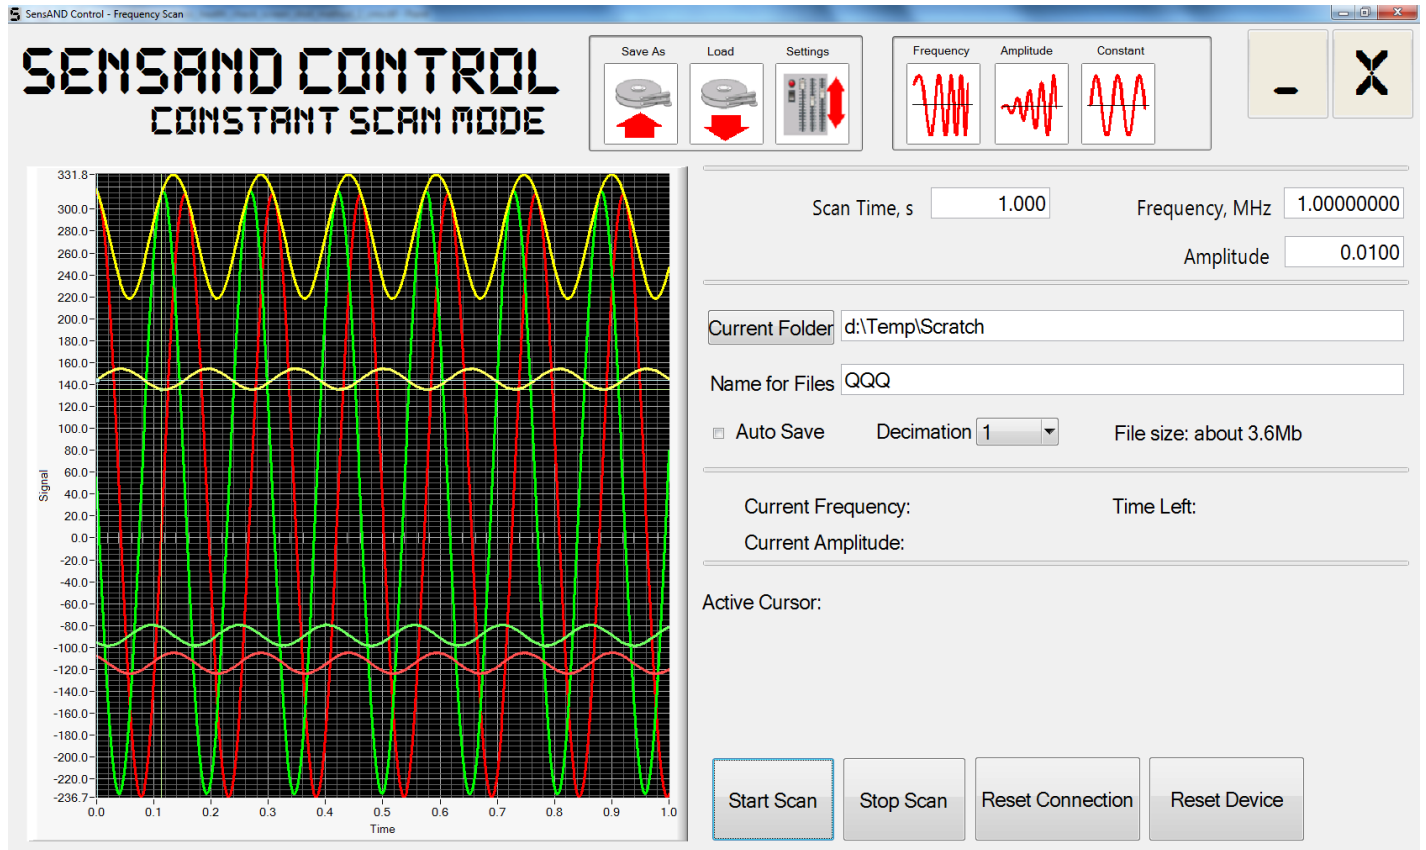 SensAND Control - Frequency Scan
SENSAND CONTROL
CONSTANT SCAN MODE
Save As Load Settings
Frequency Amplitude Constant
- X
Scan Time, s 1.000 Frequency, MHz 1.00000000
Amplitude 0.0100
Current Folder d:\Temp\Scratch
Name for Files QQQ
Auto Save Decimation 1 File size: about 3.6Mb
Current Frequency: Time Left:
Current Amplitude:
Active Cursor:
Start Scan Stop Scan Reset Connection Reset Device
Signal
331.8
300.0
280.0
260.0
240.0
220.0
200.0
180.0
160.0
140.0
120.0
100.0
80.0
60.0
40.0
20.0
0.0
-20.0
-40.0
-60.0
-80.0
-100.0
-120.0
-140.0
-160.0
-180.0
-200.0
-220.0
-236.7
0.0 0.1 0.2 0.3 0.4 0.5 0.6 0.7 0.8 0.9 1.0
Time